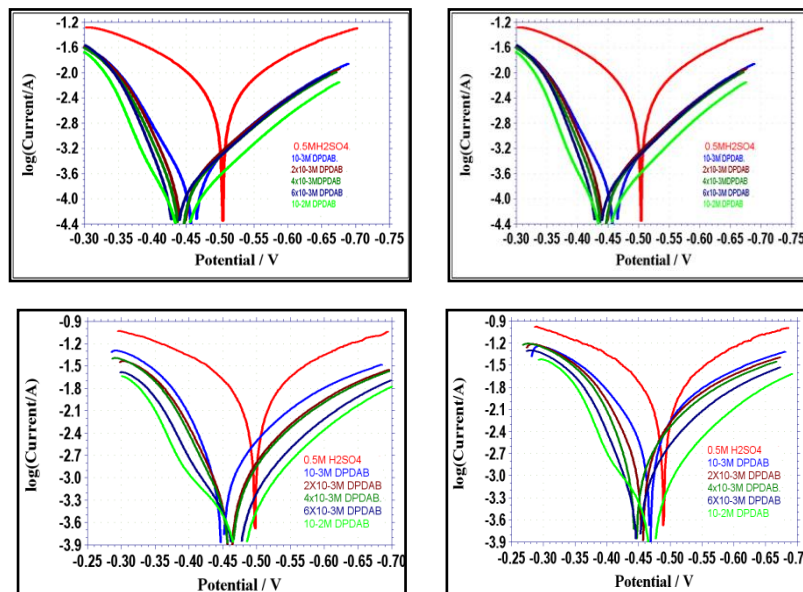 log(Current/A)
-1.2
-1.6
-2.0
-2.4
-2.8
-3.2
-3.6
-4.0
-4.4
0.5MH2SO4
10-3M DPDAB.
2x10-3M DPDAB
4x10-3MDPDAB
6x10-3M DPDAB
10-2M DPDAB
-0.30 -0.35 -0.40 -0.45 -0.50 -0.55 -0.60 -0.65 -0.70 -0.75
Potential / V
log(Current/A)
-1.2
-1.6
-2.0
-2.4
-2.8
-3.2
-3.6
-4.0
-4.4
0.5MH2SO4
10-3M DPDAB.
2x10-3M DPDAB
4x10-3MDPDAB
6x10-3M DPDAB
10-2M DPDAB
-0.30 -0.35 -0.40 -0.45 -0.50 -0.55 -0.60 -0.65 -0.70 -0.75
Potential / V
log(Current/A)
-0.9
-1.2
-1.5
-1.8
-2.1
-2.4
-2.7
-3.0
-3.3
-3.6
-3.9
0.5M H2SO4
10-3M DPDAB.
2X10-3M DPDAB
4x10-3M DPDAB.
6X10-3M DPDAB
10-2M DPDAB.
-0.25 -0.30 -0.35 -0.40 -0.45 -0.50 -0.55 -0.60 -0.65 -0.70
Potential / V
log(Current/A)
-0.9
-1.2
-1.5
-1.8
-2.1
-2.4
-2.7
-3.0
-3.3
-3.6
-3.9
0.5M H2SO4
10-3M DPDAB.
2X10-3M DPDAB
4x10-3M DPDAB
6X10-3M DPDAB
10-2M DPDAB
-0.25 -0.30 -0.35 -0.40 -0.45 -0.50 -0.55 -0.60 -0.65 -0.70
Potential / V